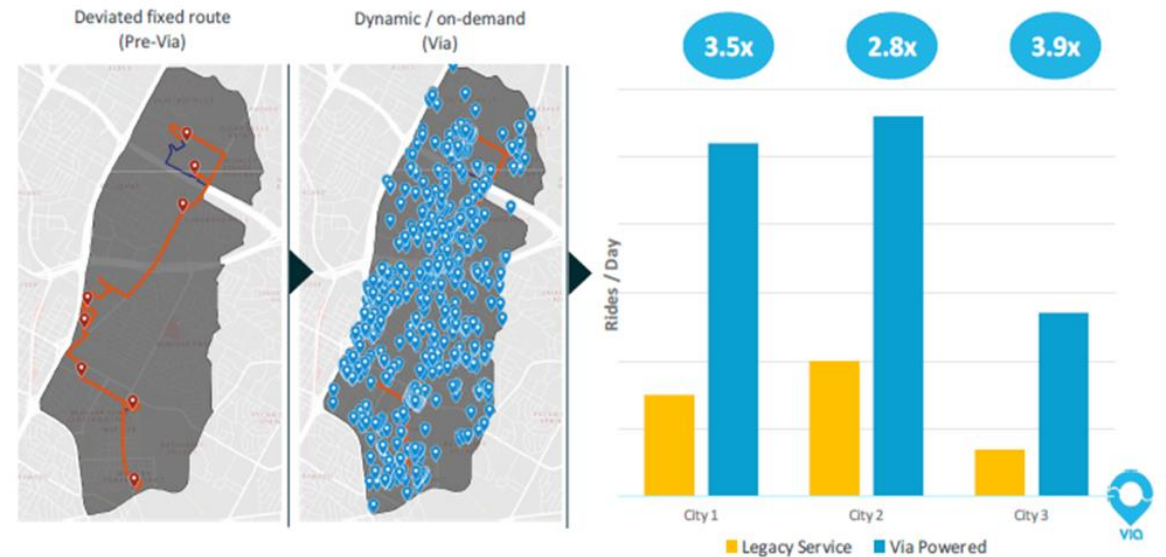 Deviated fixed route
(Pre-Via)
Dynamic / on-demand
(Via)
3.5x
2.8x
3.9x
Rides / Day
City 1
City 2
City 3
Legacy Service
Via Powered
VIA